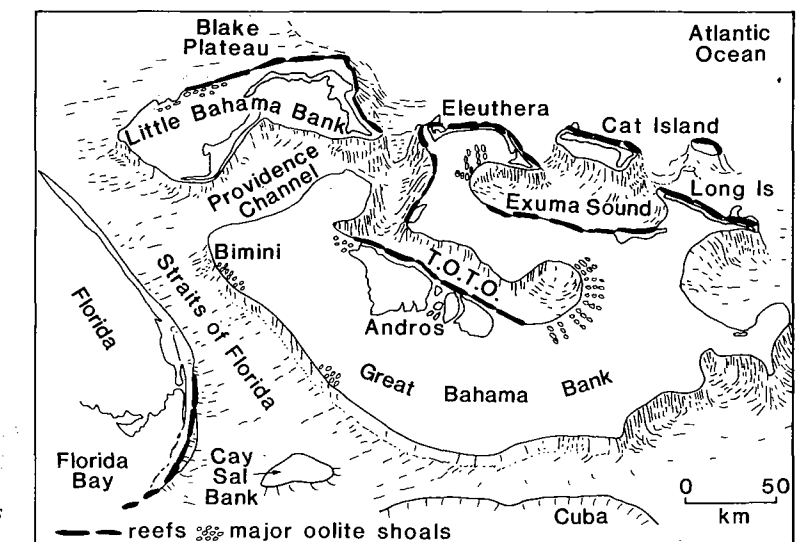 Blake
Plateau
Atlantic
Ocean
Little Bahama Bank
Eleuthera
Cat Island
Providence
Channel
Exuma Sound
Long Is
Bimini
T.O.T.O.
Straits of Florida
Florida
Andros
Great Bahama Bank
Florida
Bay
Cay
Sal
Bank
0 50
km
Cuba
reefs major oolite shoals